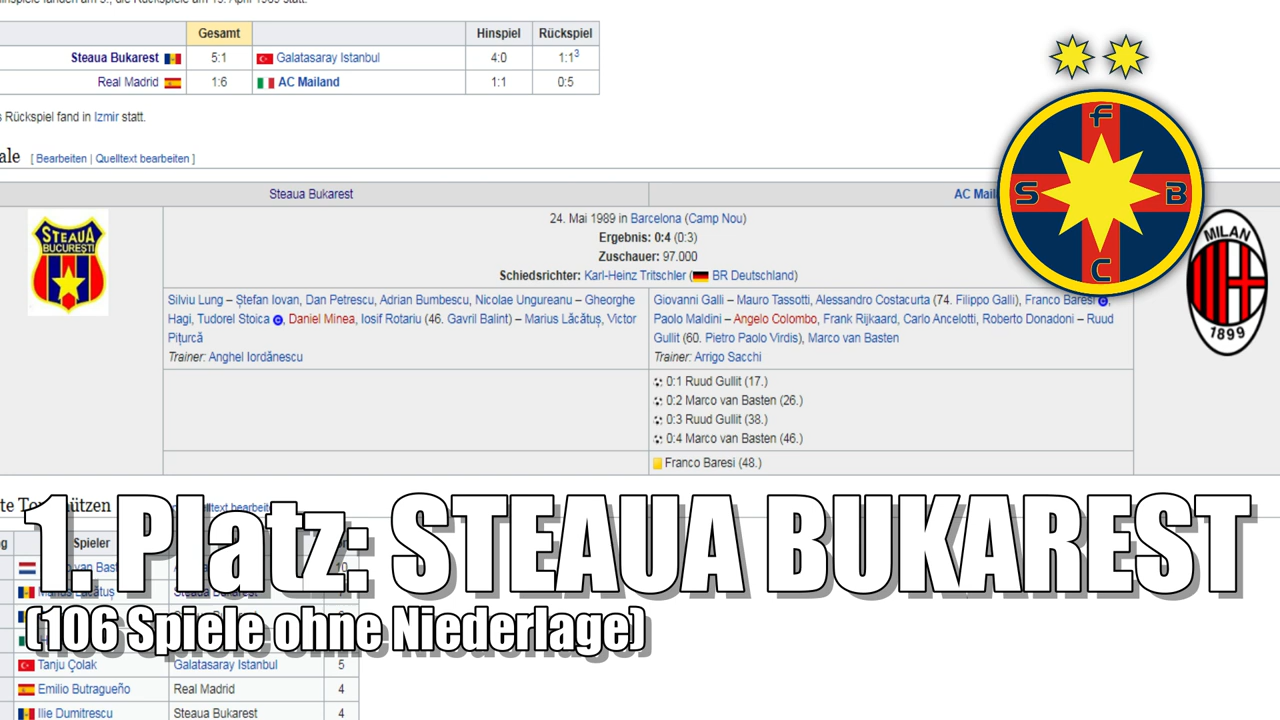 Gesamt Hinspiel Rückspiel
Steaua Bukarest 5:1 Galatasaray Istanbul 4:0 1:1³
Real Madrid 1:6 AC Mailand 1:1 0:5
Rückspiel fand in Izmir statt.
[ Bearbeiten | Quelltext bearbeiten ]
Steaua Bukarest AC
STEAUA
BUCUREȘTI
24. Mai 1989 in Barcelona (Camp Nou)
Ergebnis: 0:4 (0:3)
Zuschauer: 97.000
Schiedsrichter: Karl-Heinz Tritschler (BR Deutschland)
F
S B
C
MILAN
1899
Silviu Lung – Ștefan Iovan, Dan Petrescu, Adrian Bumbescu, Nicolae Ungureanu – Gheorghe
Hagi, Tudorel Stoica C, Daniel Minea, Iosif Rotariu (46. Gavril Balint) – Marius Lăcătuș, Victor
Pițurcă
Trainer: Anghel Iordănescu
Giovanni Galli – Mauro Tassotti, Alessandro Costacurta (74. Filippo Galli), Franco Baresi C,
Paolo Maldini – Angelo Colombo, Frank Rijkaard, Carlo Ancelotti, Roberto Donadoni – Ruud
Gullit (60. Pietro Paolo Virdis), Marco van Basten
Trainer: Arrigo Sacchi
0:1 Ruud Gullit (17.)
0:2 Marco van Basten (26.)
0:3 Ruud Gullit (38.)
0:4 Marco van Basten (46.)
Franco Baresi (48.)
1. Platz: STEAUA BUKAREST
(106 Spiele ohne Niederlage)
Spieler
Tanju Çolak Galatasaray Istanbul 5
Emilio Butragueño Real Madrid 4
Ilie Dumitrescu Steaua Bukarest 4